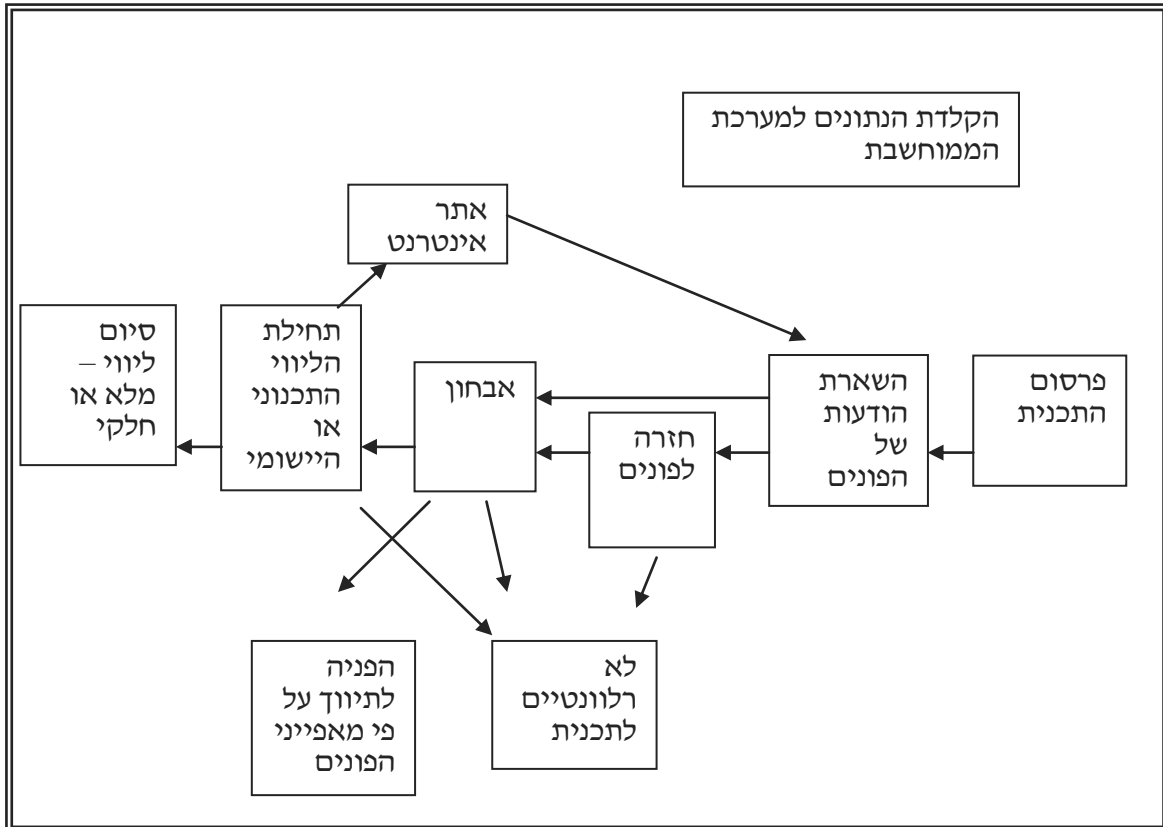 הקלדת הנתונים למערכת
הממוחשבת
אתר
אינטרנט
פרסום
התכנית
השארת
הודעות
של
הפונים
חזרה
לפונים
אבחון
תחילת
הליווי
התכנוני
או
היישומי
סיום
ליווי –
מלא או
חלקי
לא
רלוונטיים
לתכנית
הפניה
לתיווך על
פי מאפייני
הפונים